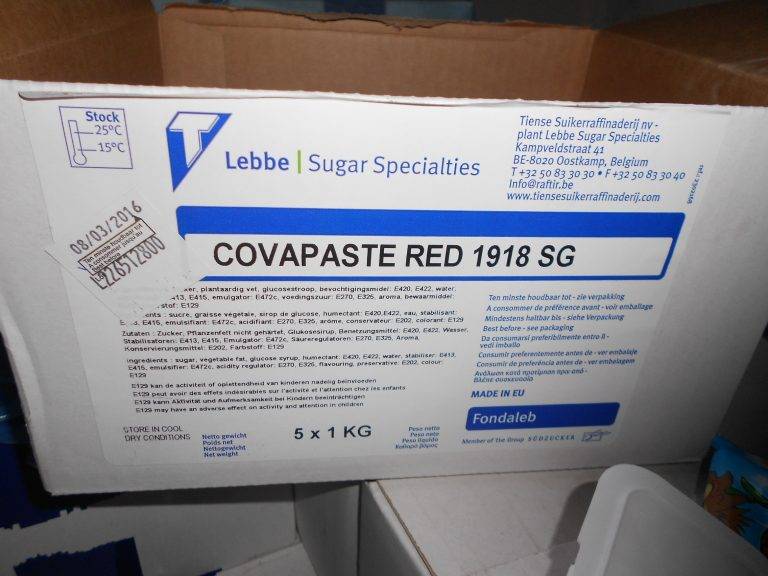 Stock
25°C
15°C
T
Lebbe | Sugar Specialties
Tiense Suikerraffinaderij nv -
plant Lebbe Sugar Specialties
Kampveldstraat 41
BE-8020 Oostkamp, Belgium
T +32 50 83 30 30 • F +32 50 83 30 40
Info@raftir.be
www.tiensesuikerraffinaderij.com
08/03/2016
Ten minste houdbaar tot
A consommer de préférence avant
L226512800
COVAPASTE RED 1918 SG
plantaardig vet, glucosestroop, bevochtigingsmiddel: E420, E422, water,
E415, emulgator: E472c, voedingszuur: E270, E325, aroma, bewaarmiddel:
stof: E129
: sucre, graisse végétale, sirop de glucose, humectant: E420,E422, eau, stabilisant:
E415, emulsifiant: E472c, acidifiant: E270, E325, arôme, conservateur: E202, colorant: E129
Zutaten : Zucker, Pflanzenfett nicht gehärtet, Glukosesirup, Benetzungsmittel: E420, E422, Wasser,
Stabilisatoren: E413, E415, Emulgator: E472c, Säureregulatoren: E270, E325, Aroma,
Konservierungsmittel: E202, Farbstoff: E129
Ingredients : sugar, vegetable fat, glucose syrup, humectant: E420, E422, water, stabiliser: E413,
E415, emulsifier: E472c, acidity regulator: E270, E325, flavouring, preservative: E202, colour:
E129
E129 kan de activiteit of oplettendheid van kinderen nadelig beïnvloeden
E129 peut avoir des effets indésirables sur l'activité et l'attention chez les enfants
E129 kann Aktivität und Aufmerksamkeit bei Kindern beeinträchtigen
E129 may have an adverse effect on activity and attention in children
Ten minste houdbaar tot - zie verpakking
A consommer de préférence avant - voir emballage
Mindestens haltbar bis - siehe Verpackung
Best before - see packaging
Da consumarsi preferibilmente entro il -
vedi imballo
Consumir preferentemente antes de - ver embalaje
Consumir de preferência antes de - ver embalagem
MADE IN EU
Fondaleb
Member of the Group SÜDZUCKER
STORE IN COOL
DRY CONDITIONS
Netto gewicht
Poids net
Nettogewicht
Net weight
5 x 1 KG
Peso netto
Peso neto
Peso líquido
Καθαρό βάρος